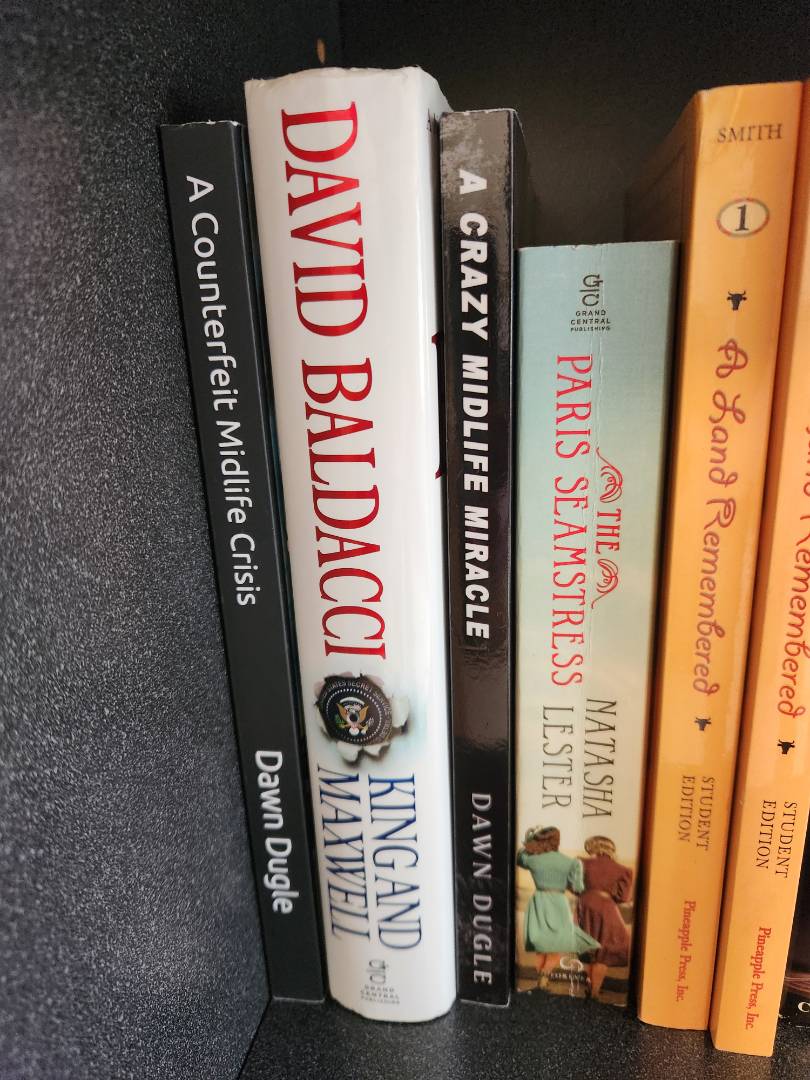 A Counterfeit Midlife Crisis
Dawn Dugle
DAVID BALDACCI
KING AND
MAXWELL
GRAND
CENTRAL
PUBLISHING
A CRAZY MIDLIFE MIRACLE
DAWN DUGLE
GRAND
CENTRAL
PUBLISHING
THE
PARIS SEAMSTRESS
NATASHA
LESTER
SMITH
1
A Land Remembered
STUDENT
EDITION
Pineapple Press, Inc.
Remembered
STUDENT
EDITION
Pineapple Press, Inc.